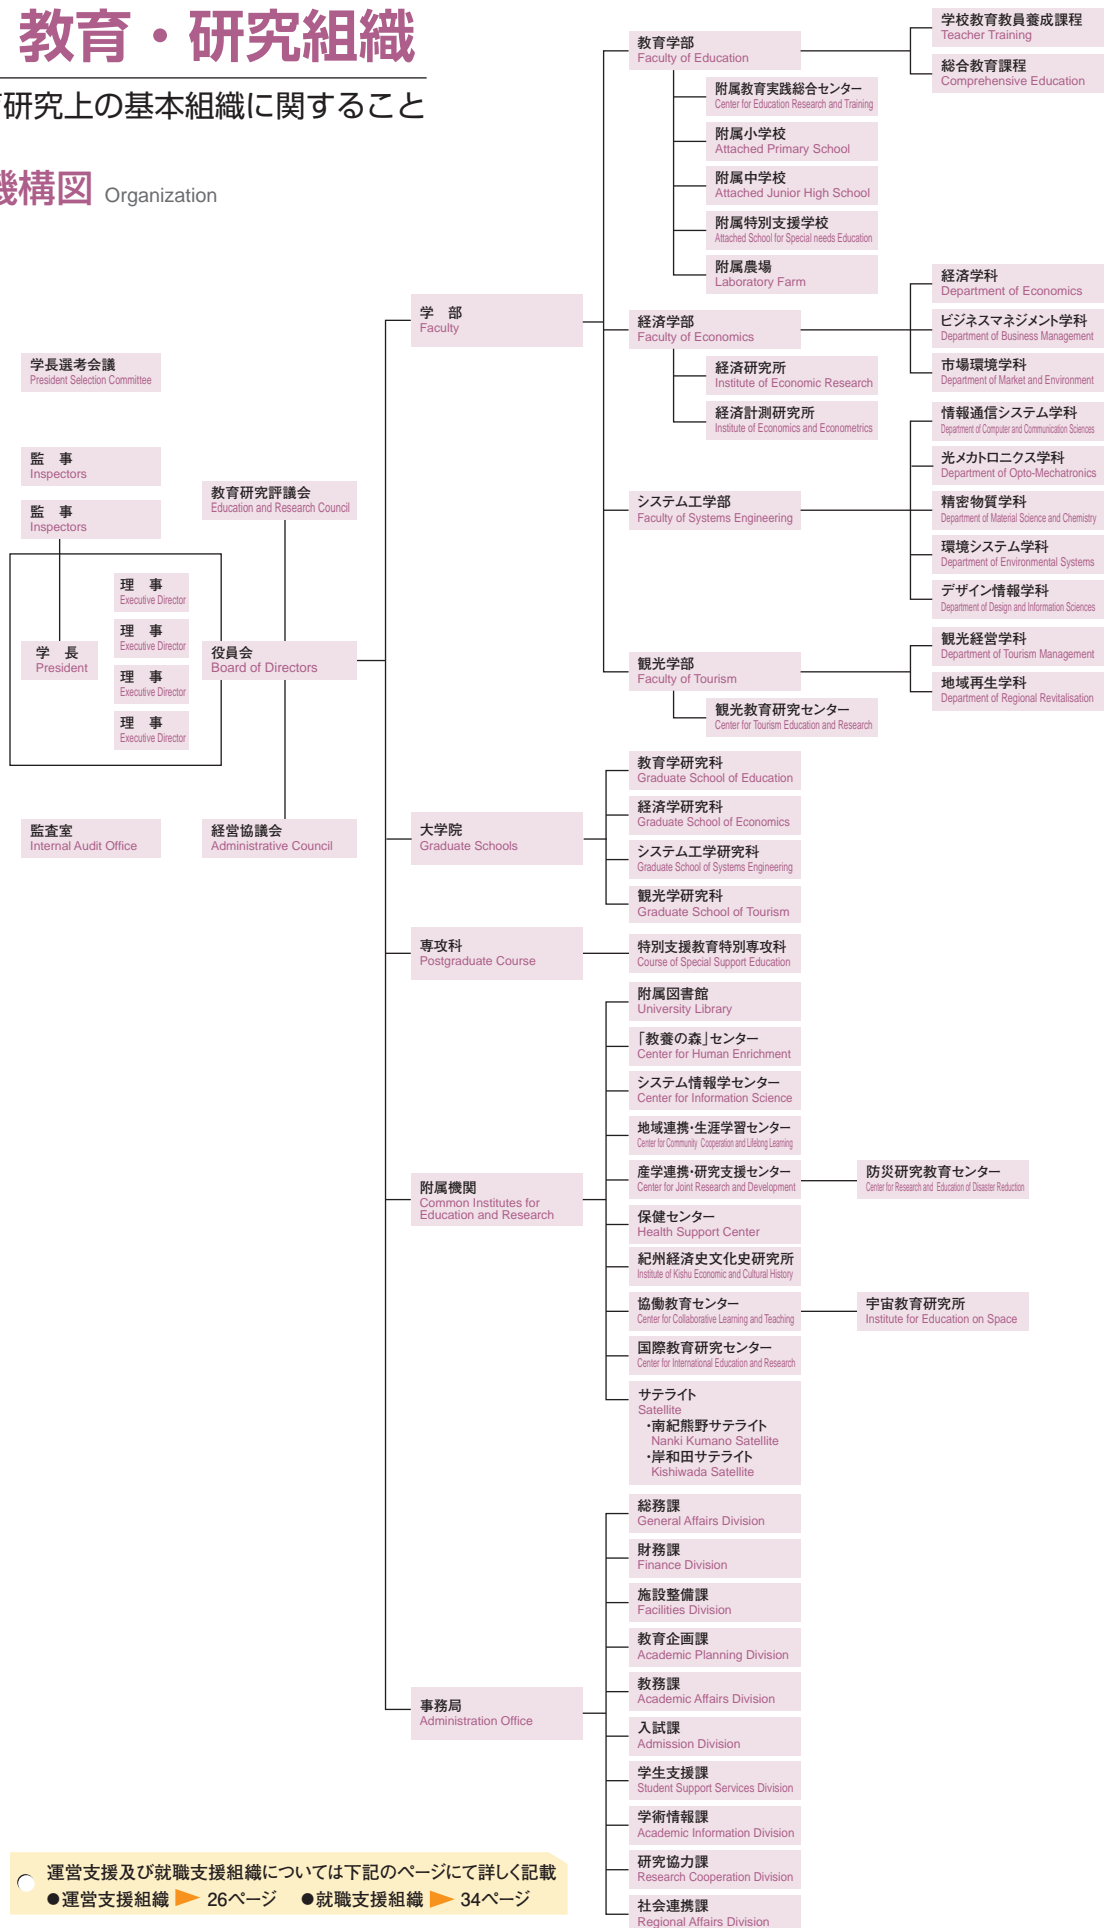 教育・研究組織
育研究上の基本組織に関すること
機構図 Organization
学長選考会議
President Selection Committee
監　事
Inspectors
監　事
Inspectors
学　長
President
理　事
Executive Director
理　事
Executive Director
理　事
Executive Director
理　事
Executive Director
監査室
Internal Audit Office
教育研究評議会
Education and Research Council
役員会
Board of Directors
経営協議会
Administrative Council
学　部
Faculty
教育学部
Faculty of Education
学校教育教員養成課程
Teacher Training
総合教育課程
Comprehensive Education
附属教育実践総合センター
Center for Education Research and Training
附属小学校
Attached Primary School
附属中学校
Attached Junior High School
附属特別支援学校
Attached School for Special needs Education
附属農場
Laboratory Farm
経済学部
Faculty of Economics
経済学科
Department of Economics
ビジネスマネジメント学科
Department of Business Management
市場環境学科
Department of Market and Environment
経済研究所
Institute of Economic Research
経済計測研究所
Institute of Economics and Econometrics
システム工学部
Faculty of Systems Engineering
情報通信システム学科
Department of Computer and Communication Sciences
光メカトロニクス学科
Department of Opto-Mechatronics
精密物質学科
Department of Material Science and Chemistry
環境システム学科
Department of Environmental Systems
デザイン情報学科
Department of Design and Information Sciences
観光学部
Faculty of Tourism
観光経営学科
Department of Tourism Management
地域再生学科
Department of Regional Revitalisation
観光教育研究センター
Center for Tourism Education and Research
大学院
Graduate Schools
教育学研究科
Graduate School of Education
経済学研究科
Graduate School of Economics
システム工学研究科
Graduate School of Systems Engineering
観光学研究科
Graduate School of Tourism
専攻科
Postgraduate Course
特別支援教育特別専攻科
Course of Special Support Education
附属機関
Common Institutes for
Education and Research
附属図書館
University Library
「教養の森」センター
Center for Human Enrichment
システム情報学センター
Center for Information Science
地域連携・生涯学習センター
Center for Community Cooperation and Lifelong Learning
産学連携・研究支援センター
Center for Joint Research and Development
防災研究教育センター
Center for Research and Education of Disaster Reduction
保健センター
Health Support Center
紀州経済史文化史研究所
Institute of Kishu Economic and Cultural History
協働教育センター
Center for Collaborative Learning and Teaching
宇宙教育研究所
Institute for Education on Space
国際教育研究センター
Center for International Education and Research
サテライト
Satellite
・南紀熊野サテライト
Nanki Kumano Satellite
・岸和田サテライト
Kishiwada Satellite
事務局
Administration Office
総務課
General Affairs Division
財務課
Finance Division
施設整備課
Facilities Division
教育企画課
Academic Planning Division
教務課
Academic Affairs Division
入試課
Admission Division
学生支援課
Student Support Services Division
学術情報課
Academic Information Division
研究協力課
Research Cooperation Division
社会連携課
Regional Affairs Division
運営支援及び就職支援組織については下記のページにて詳しく記載
●運営支援組織 ▶ 26ページ ●就職支援組織 ▶ 34ページ